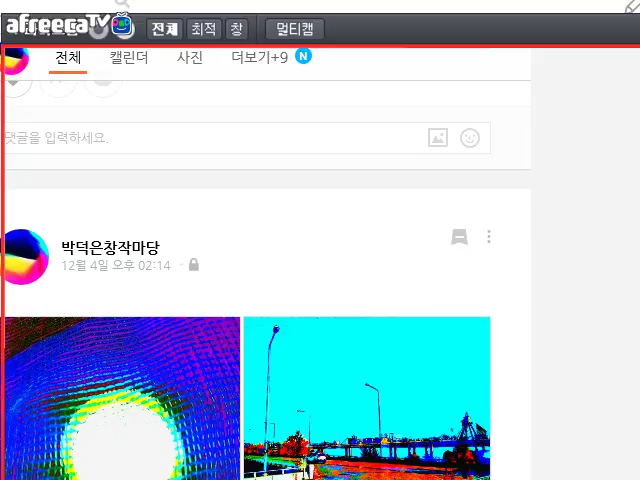 afreecaTV 전체 최적 창 멀티캠
전체 캘린더 사진 더보기+9 N
댓글을 입력하세요.
박덕은창작마당
12월 4일 오후 02:14